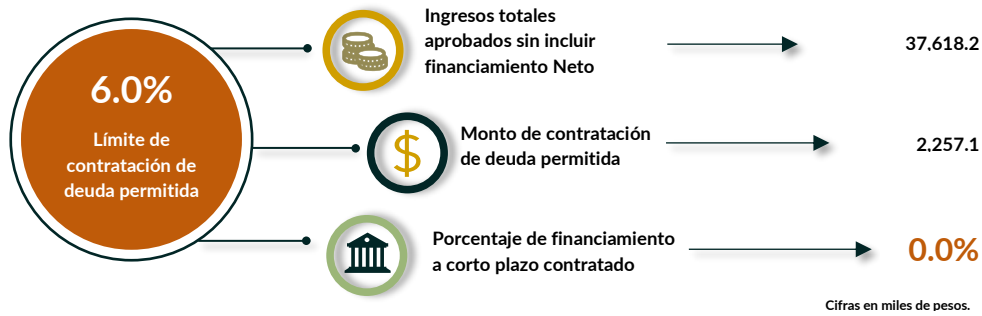 6.0%
Límite de
contratación de
deuda permitida
Ingresos totales
aprobados sin incluir
financiamiento Neto
37,618.2
$
Monto de contratación
de deuda permitida
2,257.1
Porcentaje de financiamiento
a corto plazo contratado
0.0%
Cifras en miles de pesos.